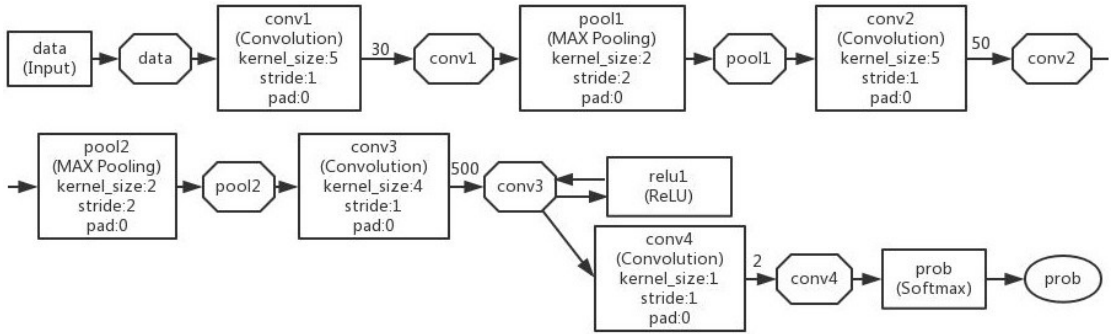 data
(Input)
data
conv1
(Convolution)
kernel_size:5
stride:1
pad:0
30
conv1
pool1
(MAX Pooling)
kernel_size:2
stride:2
pad:0
pool1
conv2
(Convolution)
kernel_size:5
stride:1
pad:0
50
conv2
pool2
(MAX Pooling)
kernel_size:2
stride:2
pad:0
pool2
conv3
(Convolution)
kernel_size:4
stride:1
pad:0
500
conv3
relu1
(ReLU)
conv4
(Convolution)
kernel_size:1
stride:1
pad:0
2
conv4
prob
(Softmax)
prob